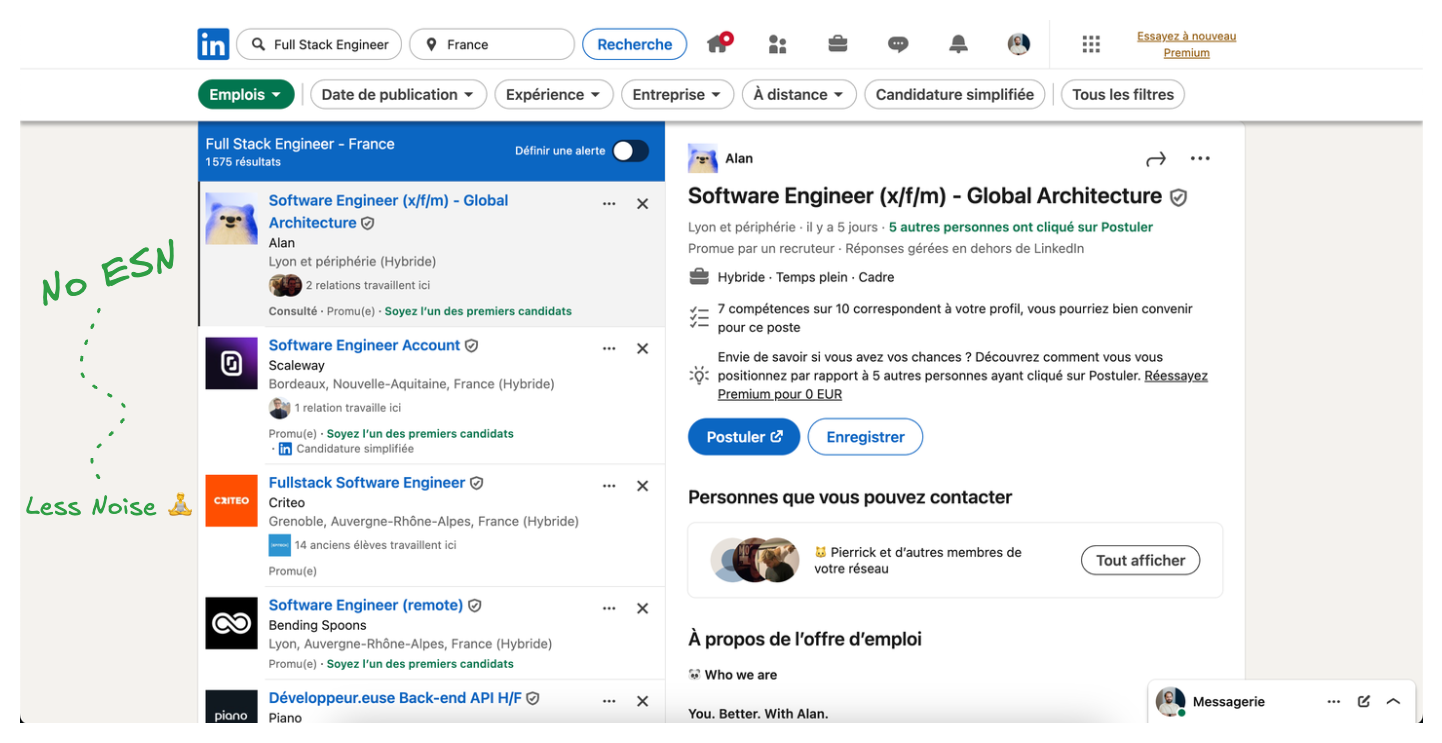 in
Full Stack Engineer
France
Recherche
Essayez à nouveau
Premium
Emplois
Date de publication
Expérience
Entreprise
À distance
Candidature simplifiée
Tous les filtres
No ESN
Less Noise
Full Stack Engineer - France
1 575 résultats
Définir une alerte
Software Engineer (x/f/m) - Global
Architecture
Alan
Lyon et périphérie (Hybride)
2 relations travaillent ici
Consulté · Promu(e) · Soyez l’un des premiers candidats
Software Engineer Account
Scaleway
Bordeaux, Nouvelle-Aquitaine, France (Hybride)
1 relation travaille ici
Promu(e) · Soyez l’un des premiers candidats
· in Candidature simplifiée
CRITEO
Fullstack Software Engineer
Criteo
Grenoble, Auvergne-Rhône-Alpes, France (Hybride)
14 anciens élèves travaillent ici
Promu(e)
Software Engineer (remote)
Bending Spoons
Lyon, Auvergne-Rhône-Alpes, France (Hybride)
Promu(e) · Soyez l’un des premiers candidats
piano
Développeur.euse Back-end API H/F
Piano
Alan
Software Engineer (x/f/m) - Global Architecture
Lyon et périphérie · il y a 5 jours · 5 autres personnes ont cliqué sur Postuler
Promue par un recruteur · Réponses gérées en dehors de LinkedIn
Hybride · Temps plein · Cadre
7 compétences sur 10 correspondent à votre profil, vous pourriez bien convenir
pour ce poste
Envie de savoir si vous avez vos chances ? Découvrez comment vous vous
positionnez par rapport à 5 autres personnes ayant cliqué sur Postuler. Réessayez
Premium pour 0 EUR
Postuler
Enregistrer
Personnes que vous pouvez contacter
Pierrick et d’autres membres de
votre réseau
Tout afficher
À propos de l’offre d’emploi
Who we are
You. Better. With Alan.
Messagerie